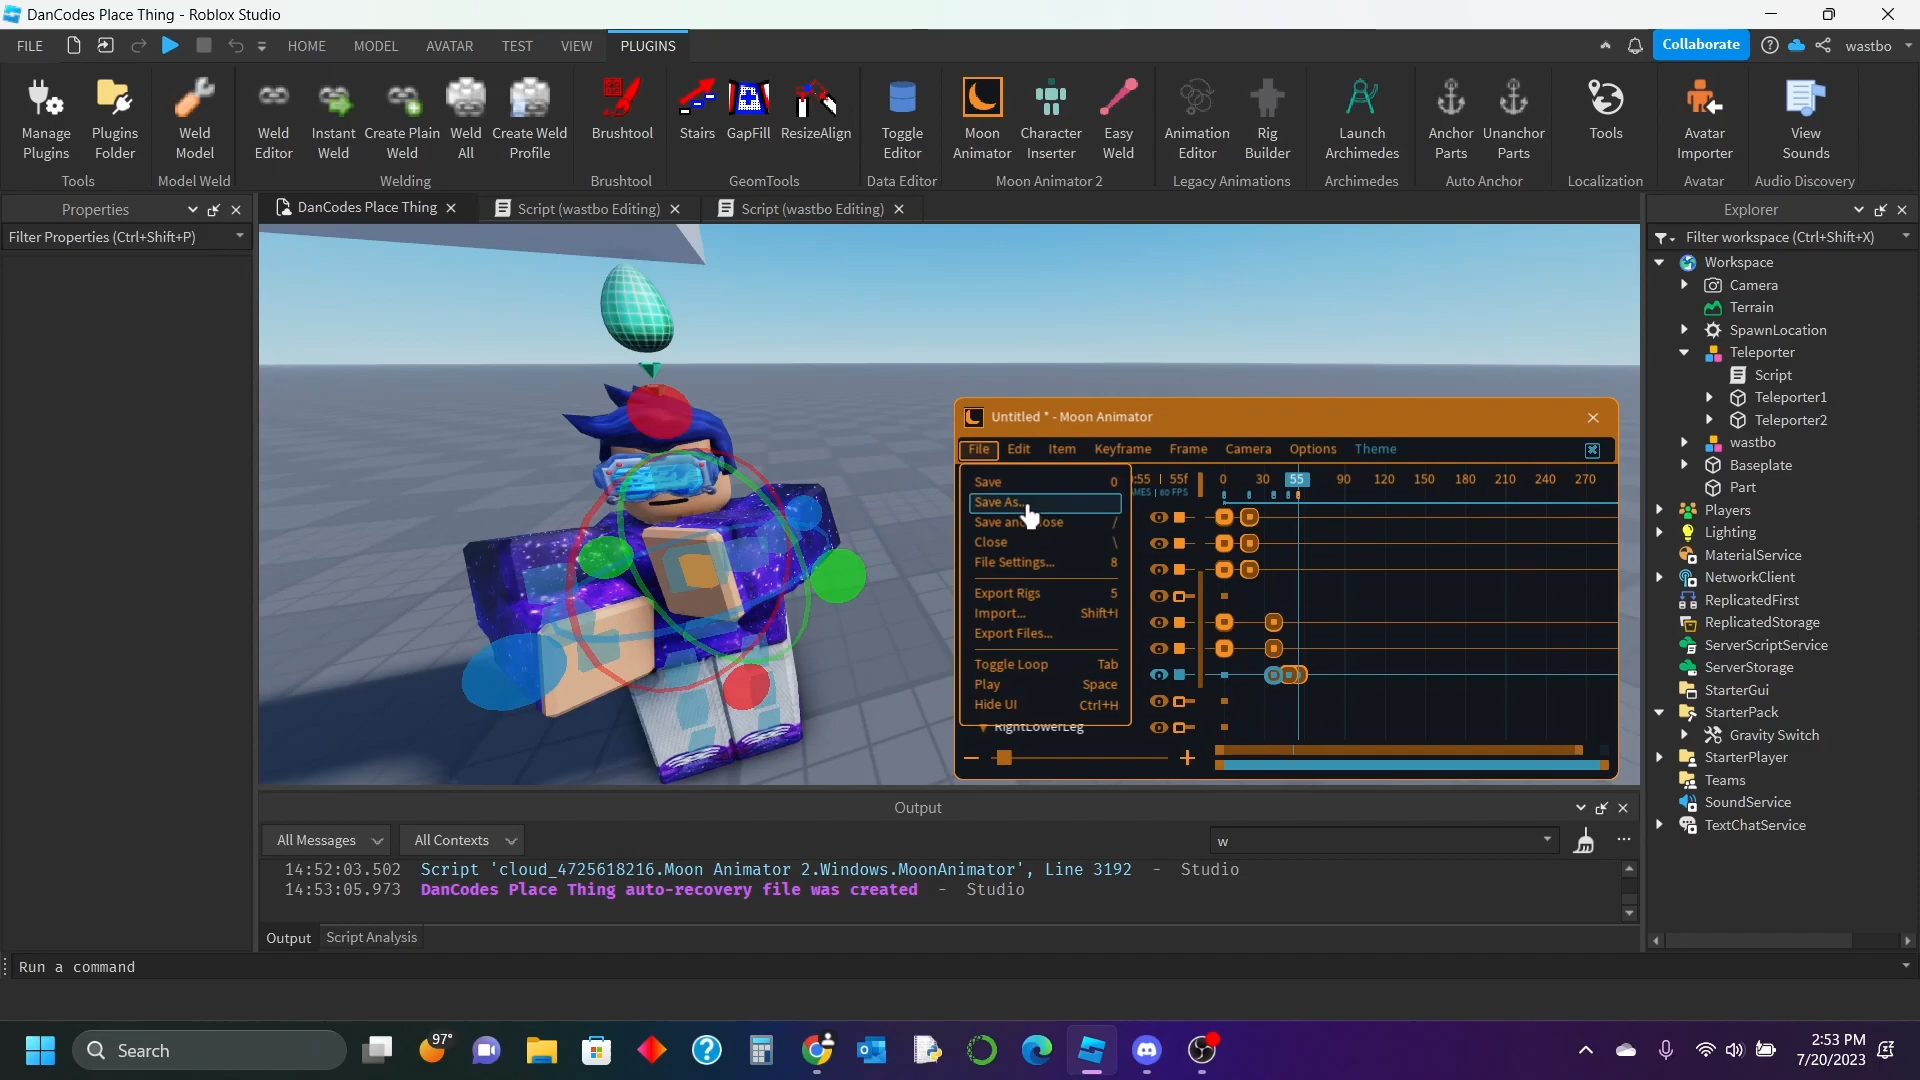 DanCodes Place Thing - Roblox Studio
FILE HOME MODEL AVATAR TEST VIEW PLUGINS Collaborate wastbo
Manage Plugins
Plugins Folder
Tools
Weld Model
Model Weld
Weld Editor
Instant Weld
Create Plain Weld
Weld All
Create Weld Profile
Welding
Brushtool
Brushtool
Stairs
GapFill
ResizeAlign
GeomTools
Toggle Editor
Data Editor
Moon Animator
Character Inserter
Easy Weld
Moon Animator 2
Animation Editor
Rig Builder
Legacy Animations
Launch Archimedes
Archimedes
Anchor Parts
Unanchor Parts
Auto Anchor
Tools
Localization
Avatar Importer
Avatar
View Sounds
Audio Discovery
Properties
Filter Properties (Ctrl+Shift+P)
DanCodes Place Thing
Script (wastbo Editing)
Script (wastbo Editing)
Untitled * - Moon Animator
File Edit Item Keyframe Frame Camera Options Theme
Save 0
Save As...
Save and Close /
Close \
File Settings... 8
Export Rigs 5
Import... Shift+I
Export Files...
Toggle Loop Tab
Play Space
Hide UI Ctrl+H
RightLowerLeg
:55 | 55f
MES | 60 FPS
0 30 55 90 120 150 180 210 240 270
Explorer
Filter workspace (Ctrl+Shift+X)
Workspace
Camera
Terrain
SpawnLocation
Teleporter
Script
Teleporter1
Teleporter2
wastbo
Baseplate
Part
Players
Lighting
MaterialService
NetworkClient
ReplicatedFirst
ReplicatedStorage
ServerScriptService
ServerStorage
StarterGui
StarterPack
Gravity Switch
StarterPlayer
Teams
SoundService
TextChatService
Output
All Messages
All Contexts
w
14:52:03.502 Script 'cloud_4725618216.Moon Animator 2.Windows.MoonAnimator', Line 3192 - Studio
14:53:05.973 DanCodes Place Thing auto-recovery file was created - Studio
Output Script Analysis
Run a command
Search
97°
2:53 PM
7/20/2023